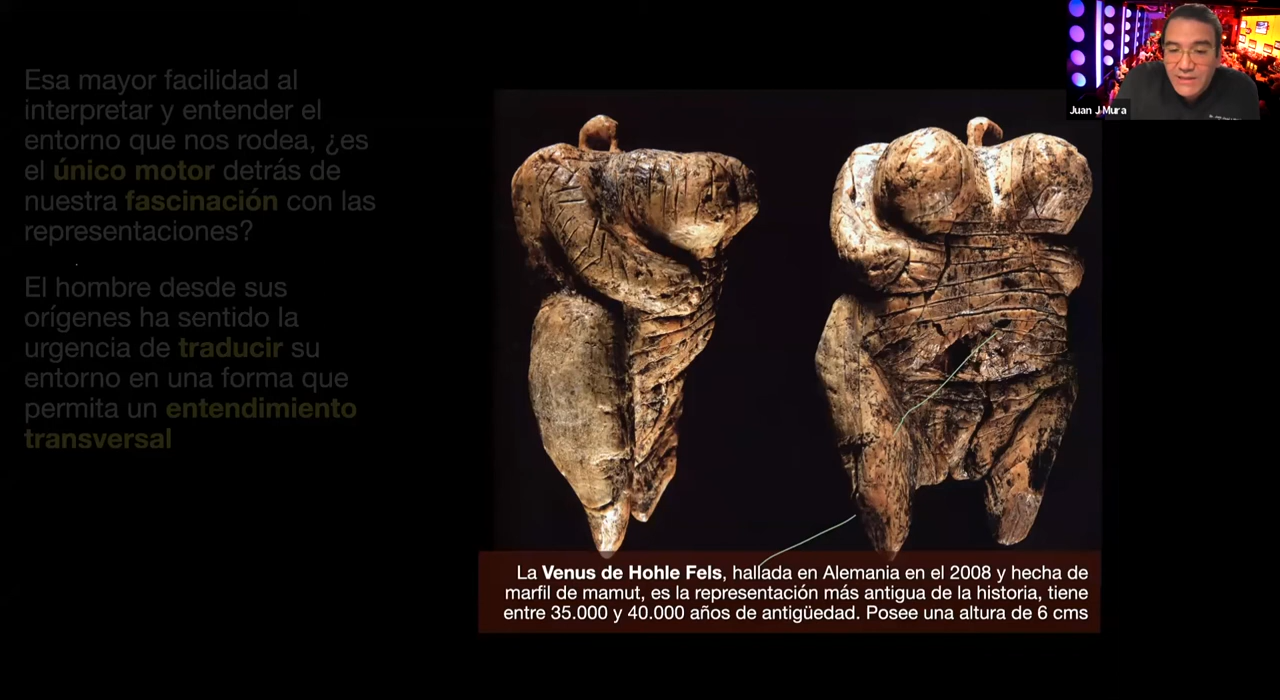 Esa mayor facilidad al
interpretar y entender el
entorno que nos rodea, ¿es
el único motor detrás de
nuestra fascinación con las
representaciones?
El hombre desde sus
orígenes ha sentido la
urgencia de traducir su
entorno en una forma que
permita un entendimiento
transversal
Juan J Mura
La Venus de Hohle Fels, hallada en Alemania en el 2008 y hecha de
marfil de mamut, es la representación más antigua de la historia, tiene
entre 35.000 y 40.000 años de antigüedad. Posee una altura de 6 cms